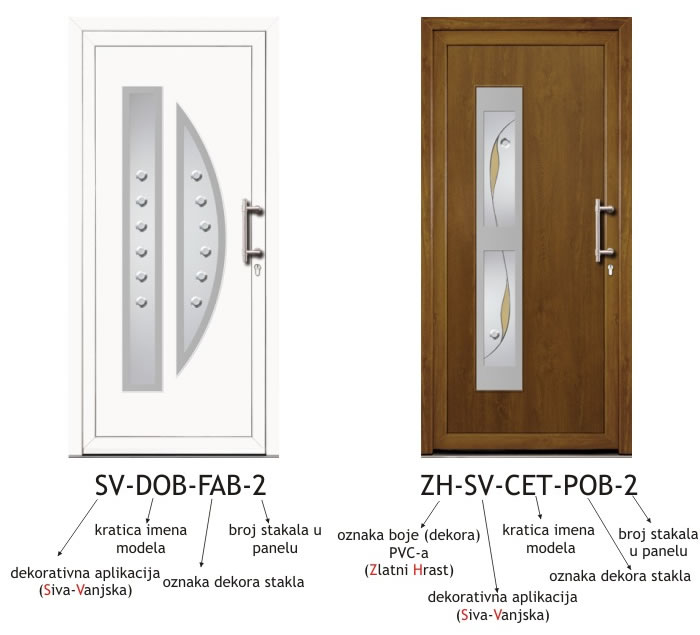 SV-DOB-FAB-2
kratica imena
modela
broj stakala u
panelu
dekorativna aplikacija
(Siva-Vanjska)
oznaka dekora stakla
ZH-SV-CET-POB-2
oznaka boje (dekora)
PVC-a
(Zlatni Hrast)
kratica imena
modela
broj stakala
u panelu
oznaka dekora stakla
dekorativna aplikacija
(Siva-Vanjska)